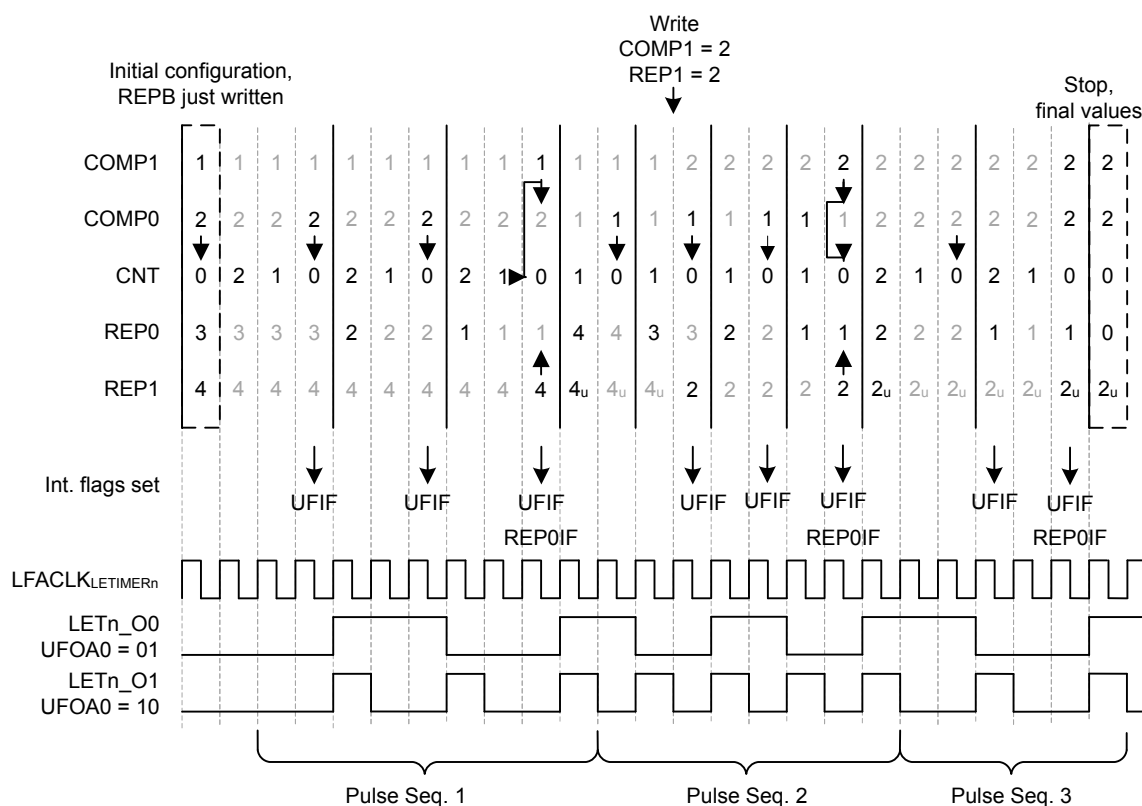 Write
COMP1 = 2
REP1 = 2
Initial configuration,
REPB just written
Stop,
final values
COMP1 1 1 1 1 1 1 1 1 1 1 1 1 1 2 2 2 2 2 2 2 2 2 2 2 2
COMP0 2 2 2 2 2 2 2 2 2 2 1 1 1 1 1 1 1 1 2 2 2 2 2 2 2
CNT 0 2 1 0 2 1 0 2 1 0 1 0 1 0 1 0 1 0 2 1 0 2 1 0 0
REP0 3 3 3 3 2 2 2 1 1 1 4 4 3 3 2 2 1 1 2 2 2 1 1 1 0
REP1 4 4 4 4 4 4 4 4 4 4 4u 4u 4u 2 2 2 2 2 2u 2u 2u 2u 2u 2u 2u
Int. flags set
UFIF UFIF UFIF UFIF UFIF UFIF UFIF UFIF
REP0IF REP0IF REP0IF
LFACLKLETIMERn
LETn_O0
UFOA0 = 01
LETn_O1
UFOA0 = 10
Pulse Seq. 1 Pulse Seq. 2 Pulse Seq. 3